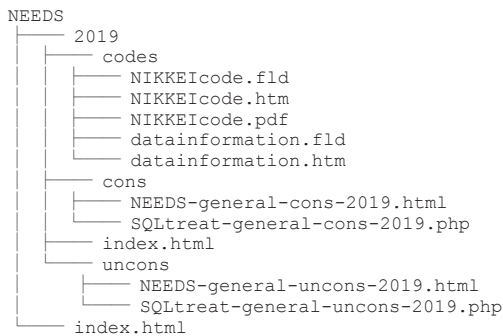 NEEDS
├── 2019
│   ├── codes
│   │   ├── NIKKEIcode.fld
│   │   ├── NIKKEIcode.htm
│   │   ├── NIKKEIcode.pdf
│   │   ├── datainformation.fld
│   │   └── datainformation.htm
│   ├── cons
│   │   ├── NEEDS-general-cons-2019.html
│   │   └── SQLtreat-general-cons-2019.php
│   ├── index.html
│   └── uncons
│       ├── NEEDS-general-uncons-2019.html
│       └── SQLtreat-general-uncons-2019.php
└── index.html